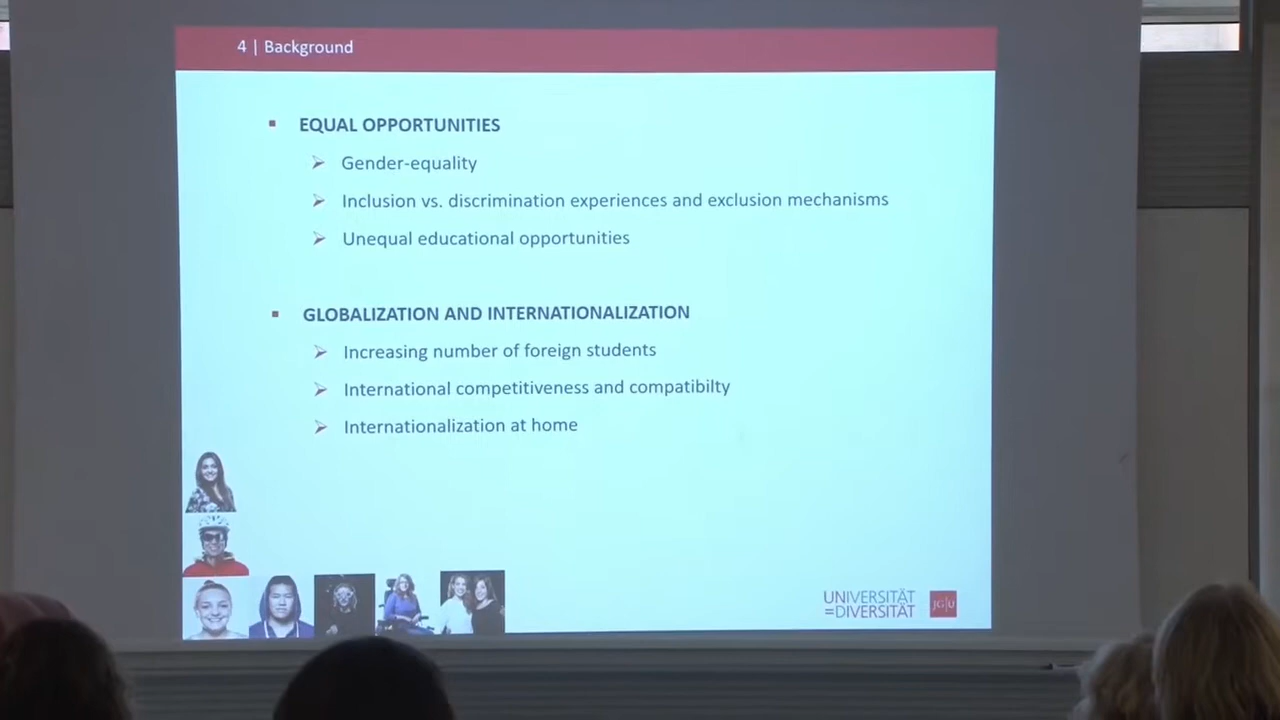 4 | Background
EQUAL OPPORTUNITIES
Gender-equality
Inclusion vs. discrimination experiences and exclusion mechanisms
Unequal educational opportunities
GLOBALIZATION AND INTERNATIONALIZATION
Increasing number of foreign students
International competitiveness and compatibilty
Internationalization at home
UNIVERSITÄT
=DIVERSITÄT
JG|U